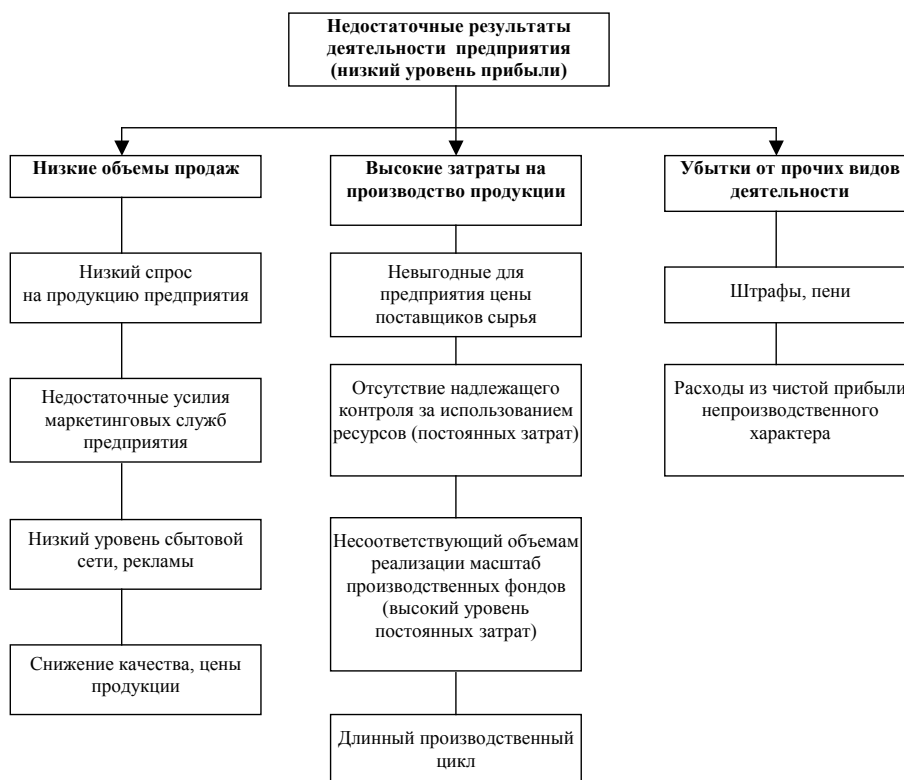 Недостаточные результаты
деятельности предприятия
(низкий уровень прибыли)
Низкие объемы продаж
Низкий спрос
на продукцию предприятия
Недостаточные усилия
маркетинговых служб
предприятия
Низкий уровень сбытовой
сети, рекламы
Снижение качества, цены
продукции
Высокие затраты на
производство продукции
Невыгодные для
предприятия цены
поставщиков сырья
Отсутствие надлежащего
контроля за использованием
ресурсов (постоянных затрат)
Несоответствующий объемам
реализации масштаб
производственных фондов
(высокий уровень
постоянных затрат)
Длинный производственный
цикл
Убытки от прочих видов
деятельности
Штрафы, пени
Расходы из чистой прибыли
непроизводственного
характера